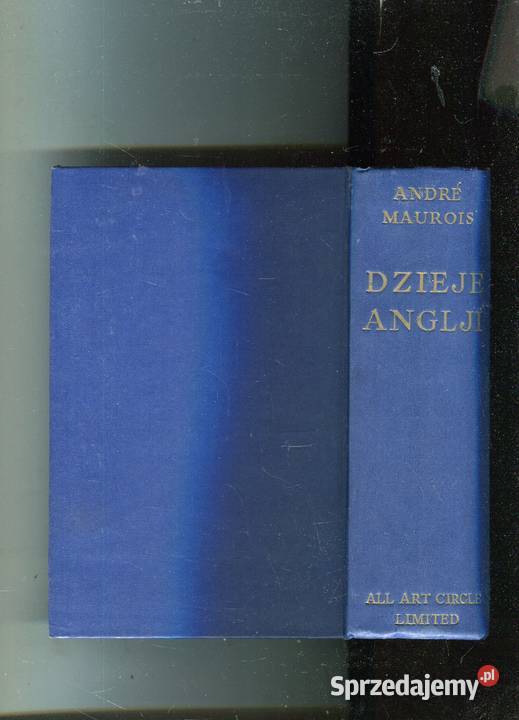 ANDRÉ
MAUROIS
DZIEJE
ANGLJI
ALL ART CIRCLE
LIMITED
Sprzedajemy.pl